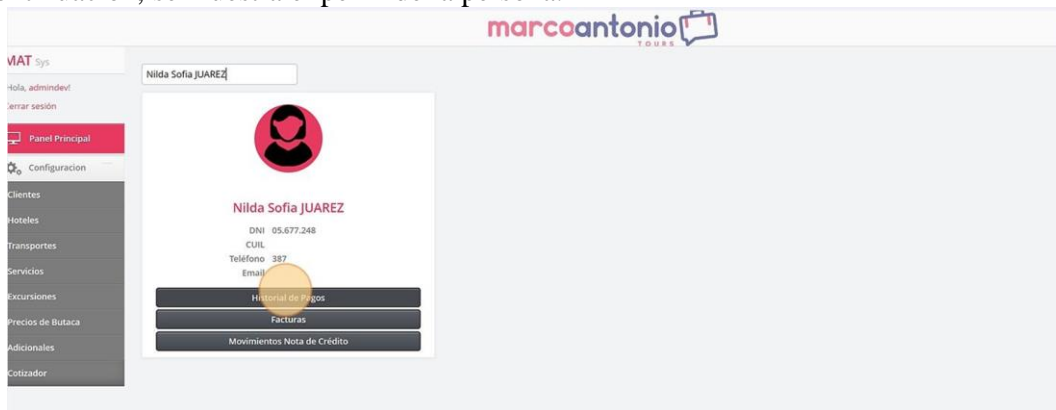 marcoantonio
TOURS
MAT Sys
Hola, admindev!
Cerrar sesión
Panel Principal
Configuracion
Clientes
Hoteles
Transportes
Servicios
Excursiones
Precios de Butaca
Adicionales
Cotizador
Nilda Sofia JUAREZ
Nilda Sofia JUAREZ
DNI 05.677.248
CUIL
Teléfono 387
Email
Historial de Pagos
Facturas
Movimientos Nota de Crédito